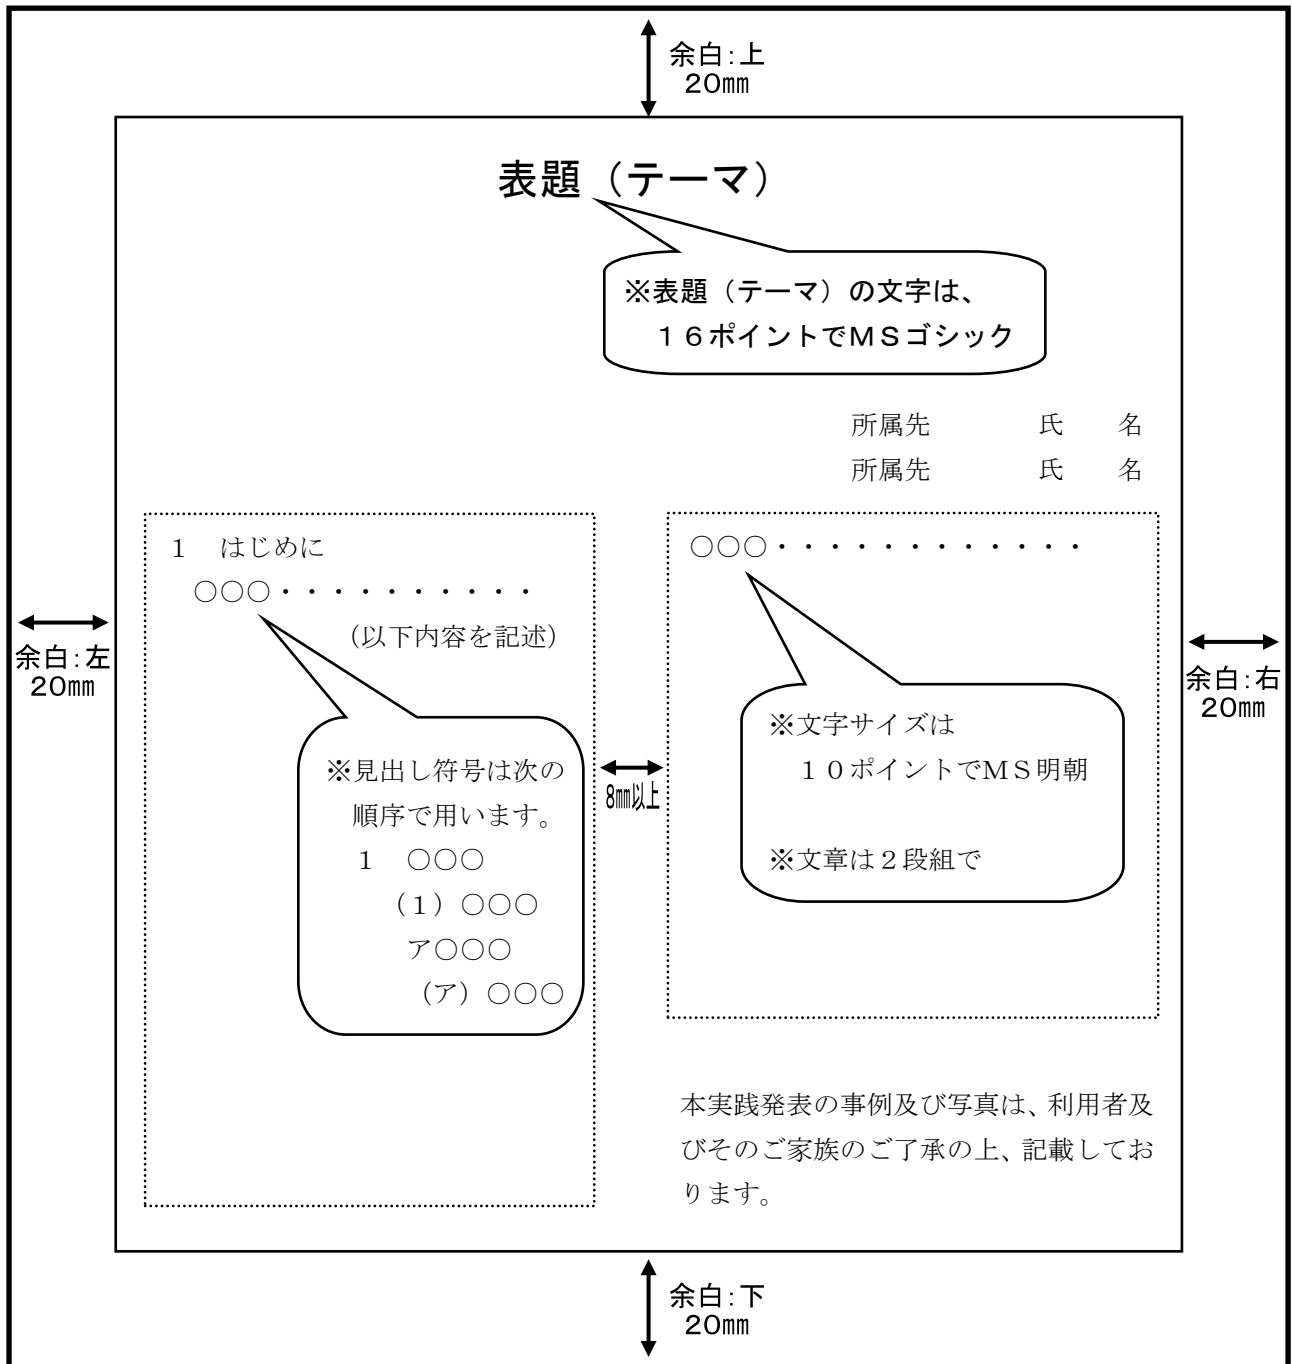 余白:上
20㎜
表題（テーマ）
※表題（テーマ）の文字は、
１６ポイントでＭＳゴシック
所属先　　　　氏　　名
所属先　　　　氏　　名
１　はじめに
○○○・・・・・・・・・・
（以下内容を記述）
※見出し符号は次の
順序で用います。
１　○○○
（１）○○○
ア○○○
（ア）○○○
余白:左
20㎜
8㎜以上
○○○・・・・・・・・・・・・
※文字サイズは
１０ポイントでＭＳ明朝
※文章は２段組で
余白:右
20㎜
本実践発表の事例及び写真は、利用者及
びそのご家族のご了承の上、記載してお
ります。
余白:下
20㎜